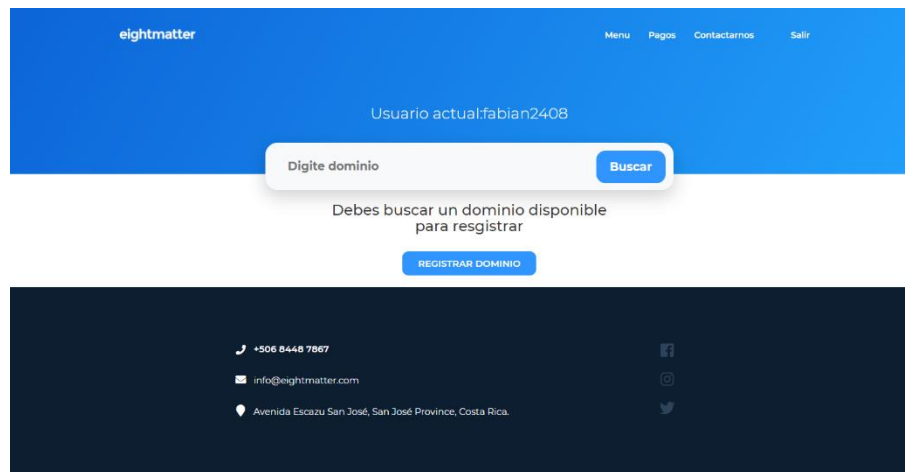 eightmatter
Menu Pagos Contactarnos Salir
Usuario actual:fabian2408
Digite dominio Buscar
Debes buscar un dominio disponible
para resgistrar
REGISTRAR DOMINIO
+506 8448 7867
info@eightmatter.com
Avenida Escazu San José, San José Province, Costa Rica.